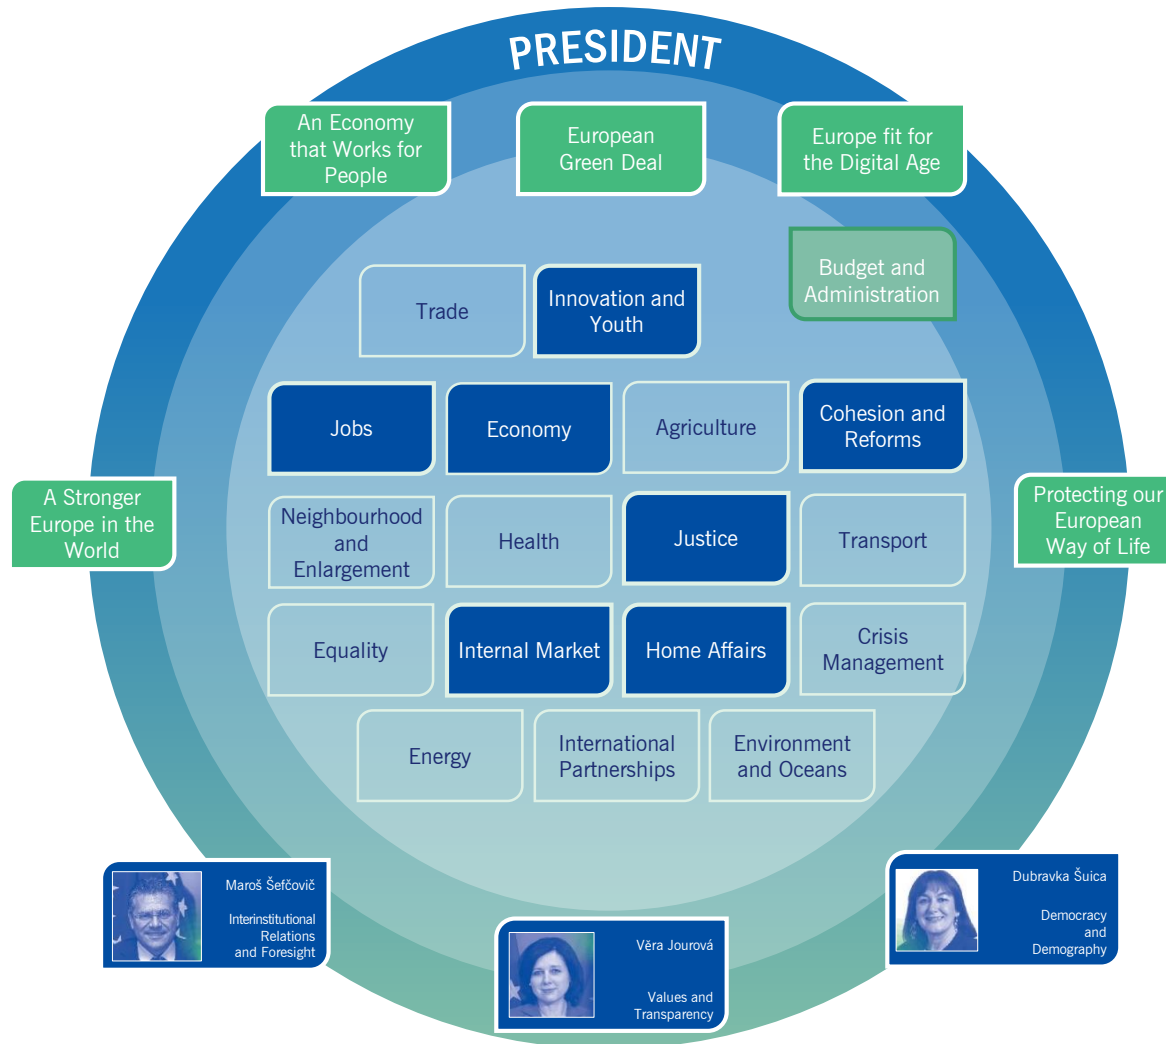 PRESIDENT
An Economy
that Works for
People
European
Green Deal
Europe fit for
the Digital Age
Budget and
Administration
Trade
Innovation and
Youth
Jobs
Economy
Agriculture
Cohesion and
Reforms
A Stronger
Europe in the
World
Neighbourhood
and
Enlargement
Health
Justice
Transport
Protecting our
European
Way of Life
Equality
Internal Market
Home Affairs
Crisis
Management
Energy
International
Partnerships
Environment
and Oceans
Maroš Šefčovič
Interinstitutional
Relations
and Foresight
Věra Jourová
Values and
Transparency
Dubravka Šuica
Democracy
and
Demography